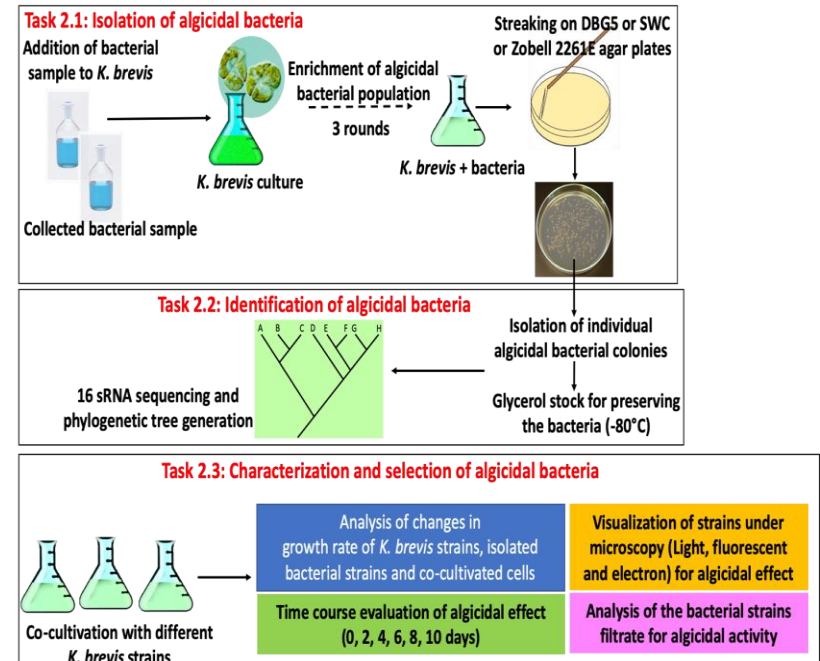 Task 2.1: Isolation of algicidal bacteria
Addition of bacterial
sample to K. brevis
Collected bacterial sample
K. brevis culture
Enrichment of algicidal
bacterial population
3 rounds
K. brevis + bacteria
Streaking on DBG5 or SWC
or Zobell 2261E agar plates
Task 2.2: Identification of algicidal bacteria
A B C D E F G H
16 sRNA sequencing and
phylogenetic tree generation
Isolation of individual
algicidal bacterial colonies
Glycerol stock for preserving
the bacteria (-80°C)
Task 2.3: Characterization and selection of algicidal bacteria
Co-cultivation with different
K. brevis strains
Analysis of changes in
growth rate of K. brevis strains, isolated
bacterial strains and co-cultivated cells
Visualization of strains under
microscopy (Light, fluorescent
and electron) for algicidal effect
Time course evaluation of algicidal effect
(0, 2, 4, 6, 8, 10 days)
Analysis of the bacterial strains
filtrate for algicidal activity